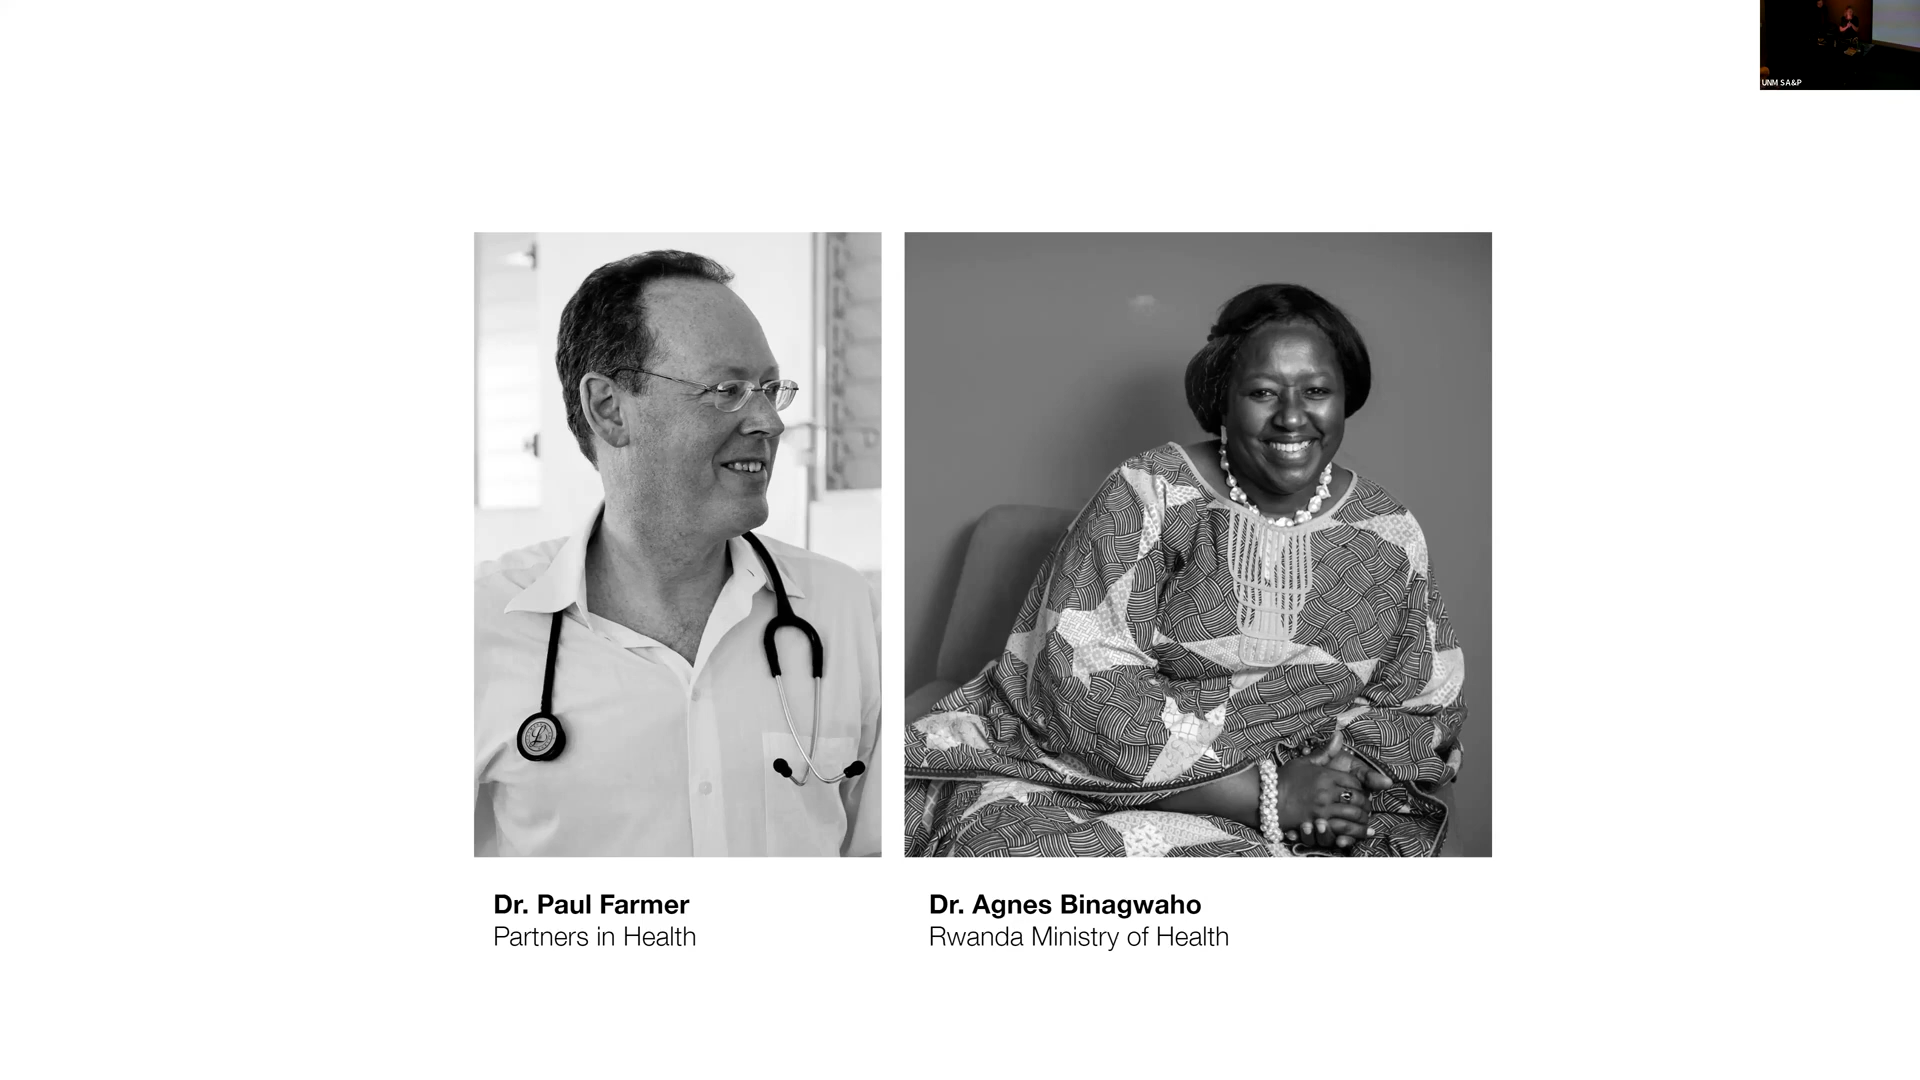 UNM SA&P
Dr. Paul Farmer
Partners in Health
Dr. Agnes Binagwaho
Rwanda Ministry of Health